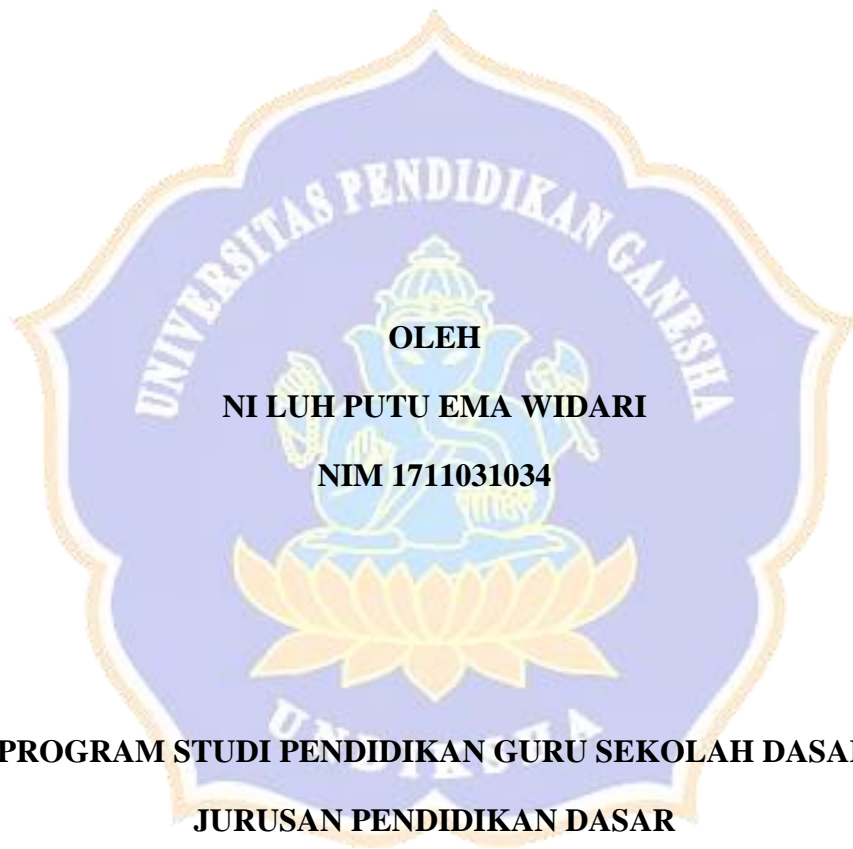 UNIVERSITAS PENDIDIKAN GANESHA
OLEH
NI LUH PUTU EMA WIDARI
NIM 1711031034
UNDIKSHA
PROGRAM STUDI PENDIDIKAN GURU SEKOLAH DASAR
JURUSAN PENDIDIKAN DASAR